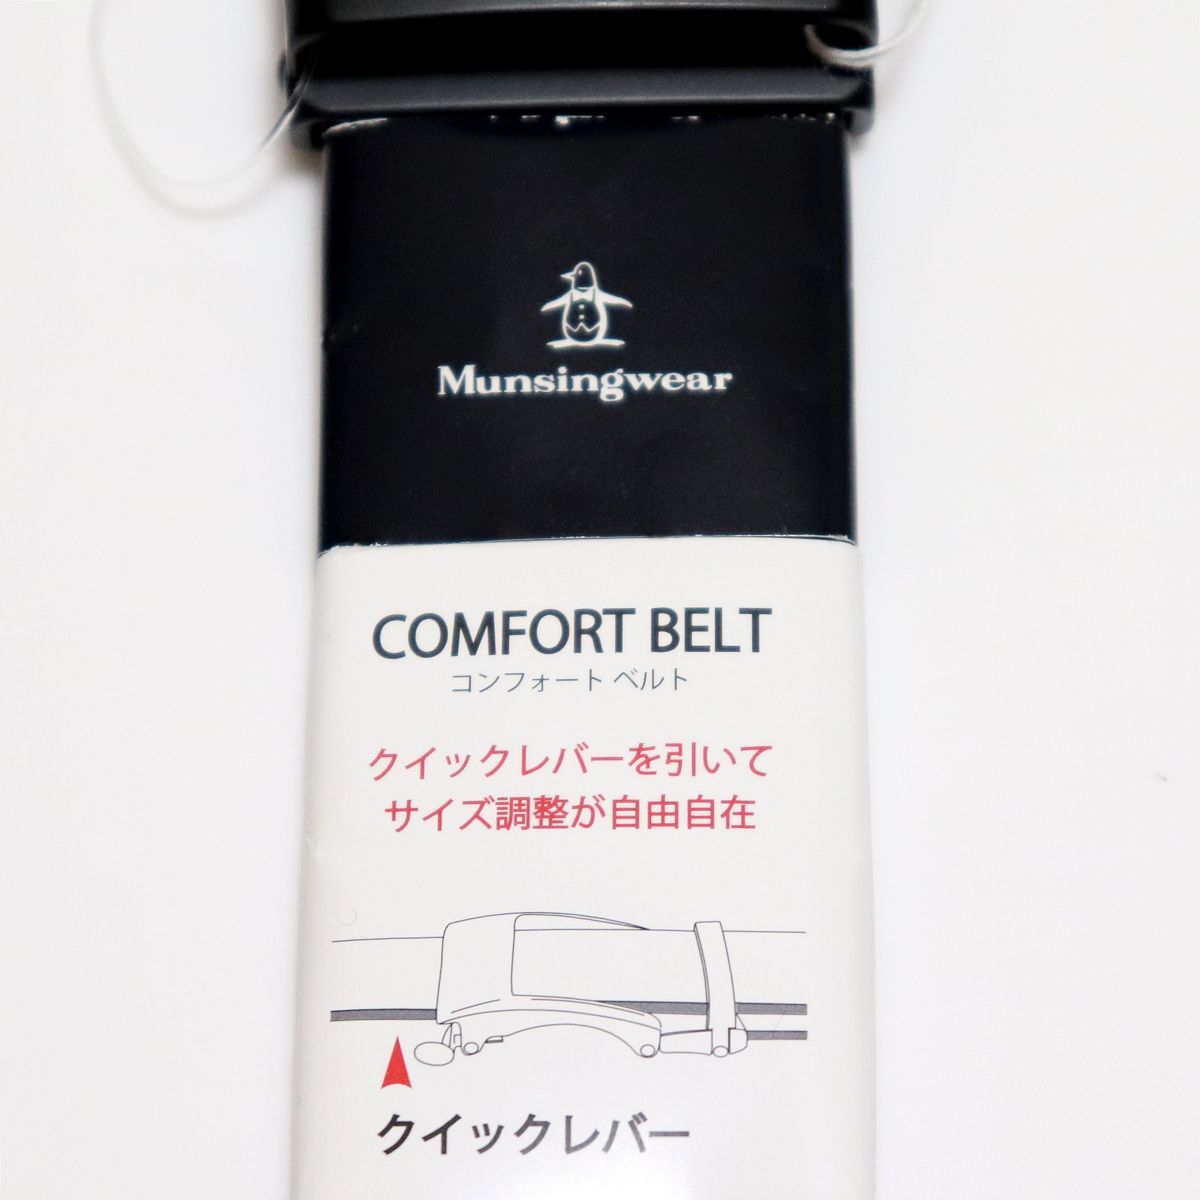 Munsingwear
COMFORT BELT
コンフォート ベルト
クイックレバーを引いて
サイズ調整が自由自在
クイックレバー